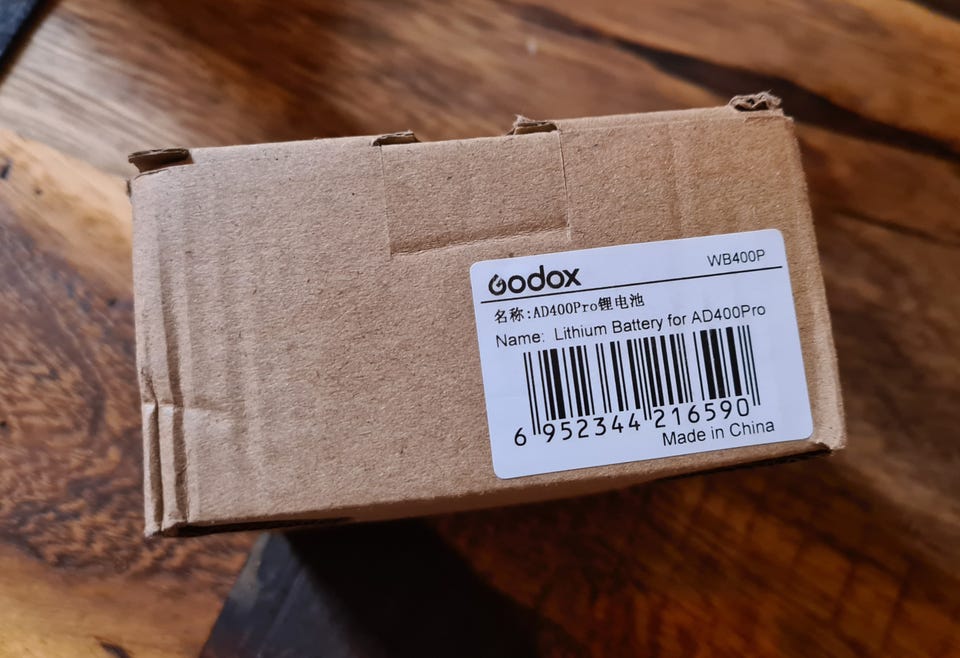 Godox
WB400P
名称:AD400Pro锂电池
Name: Lithium Battery for AD400Pro
6 952344 216590
Made in China